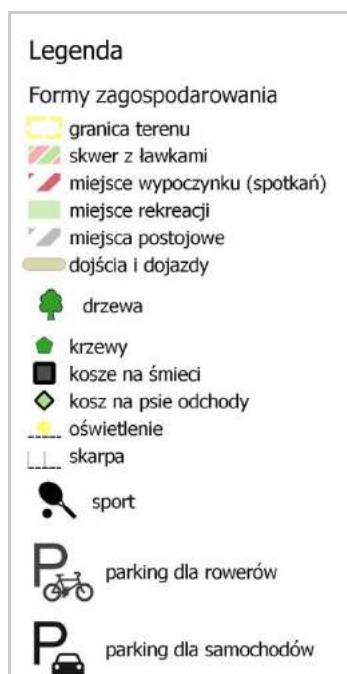 Legenda
Formy zagospodarowania
granica terenu
skwer z ławkami
miejsce wypoczynku (spotkań)
miejsce rekreacji
miejsca postojowe
dojścia i dojazdy
drzewa
krzewy
kosze na śmieci
kosz na psie odchody
oświetlenie
skarpa
sport
P parking dla rowerów
P parking dla samochodów